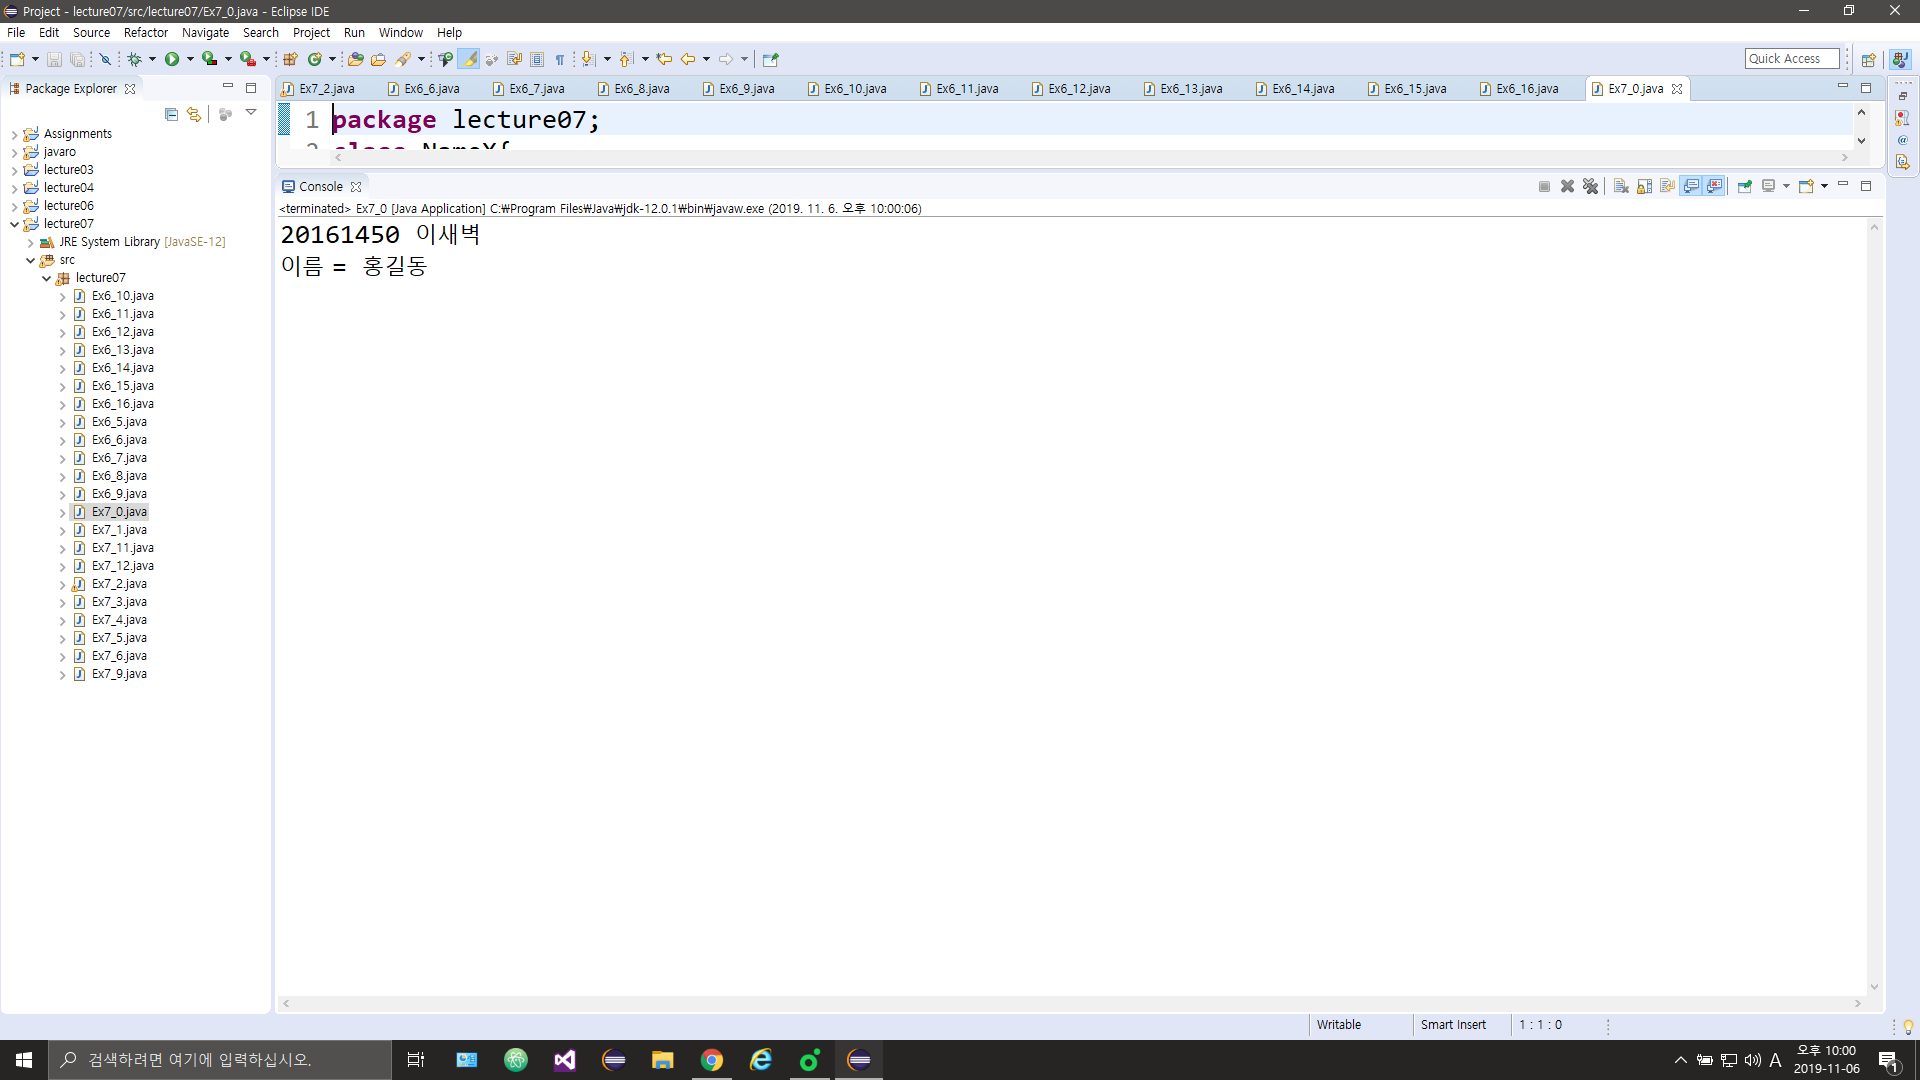 Project - lecture07/src/lecture07/Ex7_0.java - Eclipse IDE
File Edit Source Refactor Navigate Search Project Run Window Help
Quick Access
Package Explorer
Ex7_2.java Ex6_6.java Ex6_7.java Ex6_8.java Ex6_9.java Ex6_10.java Ex6_11.java Ex6_12.java Ex6_13.java Ex6_14.java Ex6_15.java Ex6_16.java Ex7_0.java
1 package lecture07;
2 class NameX{
Console
<terminated> Ex7_0 [Java Application] C:₩Program Files₩Java₩jdk-12.0.1₩bin₩javaw.exe (2019. 11. 6. 오후 10:00:06)
20161450 이새벽
이름 = 홍길동
Assignments
javaro
lecture03
lecture04
lecture06
lecture07
JRE System Library [JavaSE-12]
src
lecture07
Ex6_10.java
Ex6_11.java
Ex6_12.java
Ex6_13.java
Ex6_14.java
Ex6_15.java
Ex6_16.java
Ex6_5.java
Ex6_6.java
Ex6_7.java
Ex6_8.java
Ex6_9.java
Ex7_0.java
Ex7_1.java
Ex7_11.java
Ex7_12.java
Ex7_2.java
Ex7_3.java
Ex7_4.java
Ex7_5.java
Ex7_6.java
Ex7_9.java
Writable Smart Insert 1 : 1 : 0
검색하려면 여기에 입력하십시오.
A
오후 10:00
2019-11-06
1